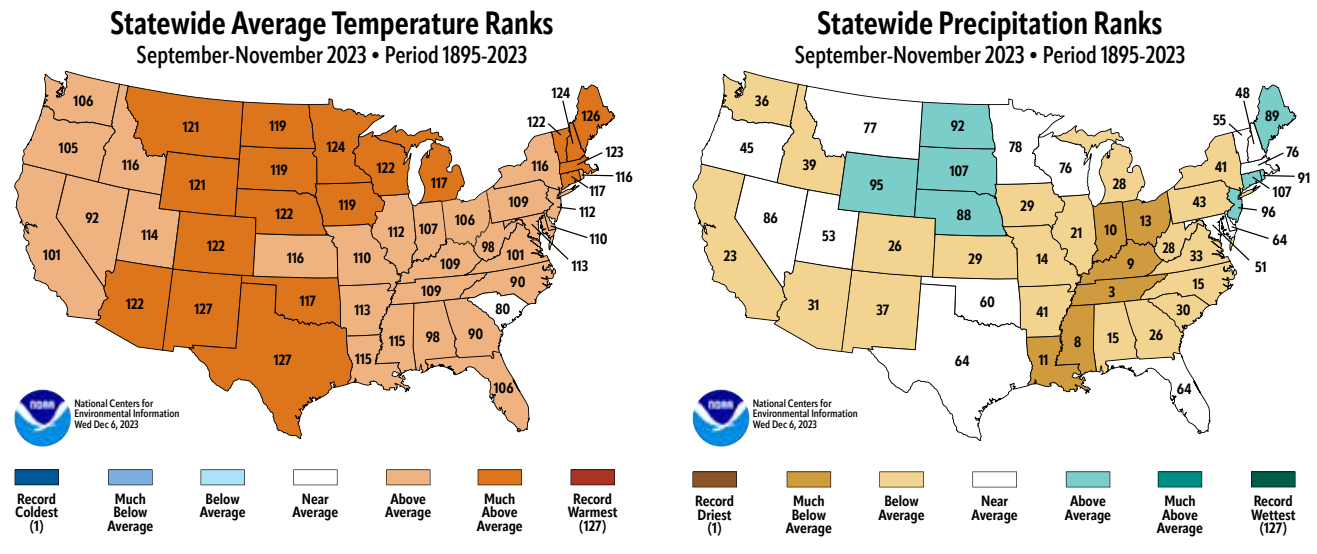 Statewide Average Temperature Ranks
September-November 2023 • Period 1895-2023
106
105
116
121
121
119
119
122
124
119
122
117
92
101
114
122
122
127
116
117
127
110
113
115
112
107
106
109
109
115
98
90
80
90
106
98
101
109
116
122
124
126
123
116
117
112
110
113
NOAA
National Centers for
Environmental Information
Wed Dec 6, 2023
Record
Coldest
(1)
Much
Below
Average
Below
Average
Near
Average
Above
Average
Much
Above
Average
Record
Warmest
(127)
Statewide Precipitation Ranks
September-November 2023 • Period 1895-2023
36
45
39
77
95
92
107
88
78
29
76
28
86
23
53
26
31
37
29
60
64
14
41
11
21
10
13
9
3
8
15
26
30
15
64
28
33
43
41
55
48
89
76
91
107
96
64
51
NOAA
National Centers for
Environmental Information
Wed Dec 6, 2023
Record
Driest
(1)
Much
Below
Average
Below
Average
Near
Average
Above
Average
Much
Above
Average
Record
Wettest
(127)